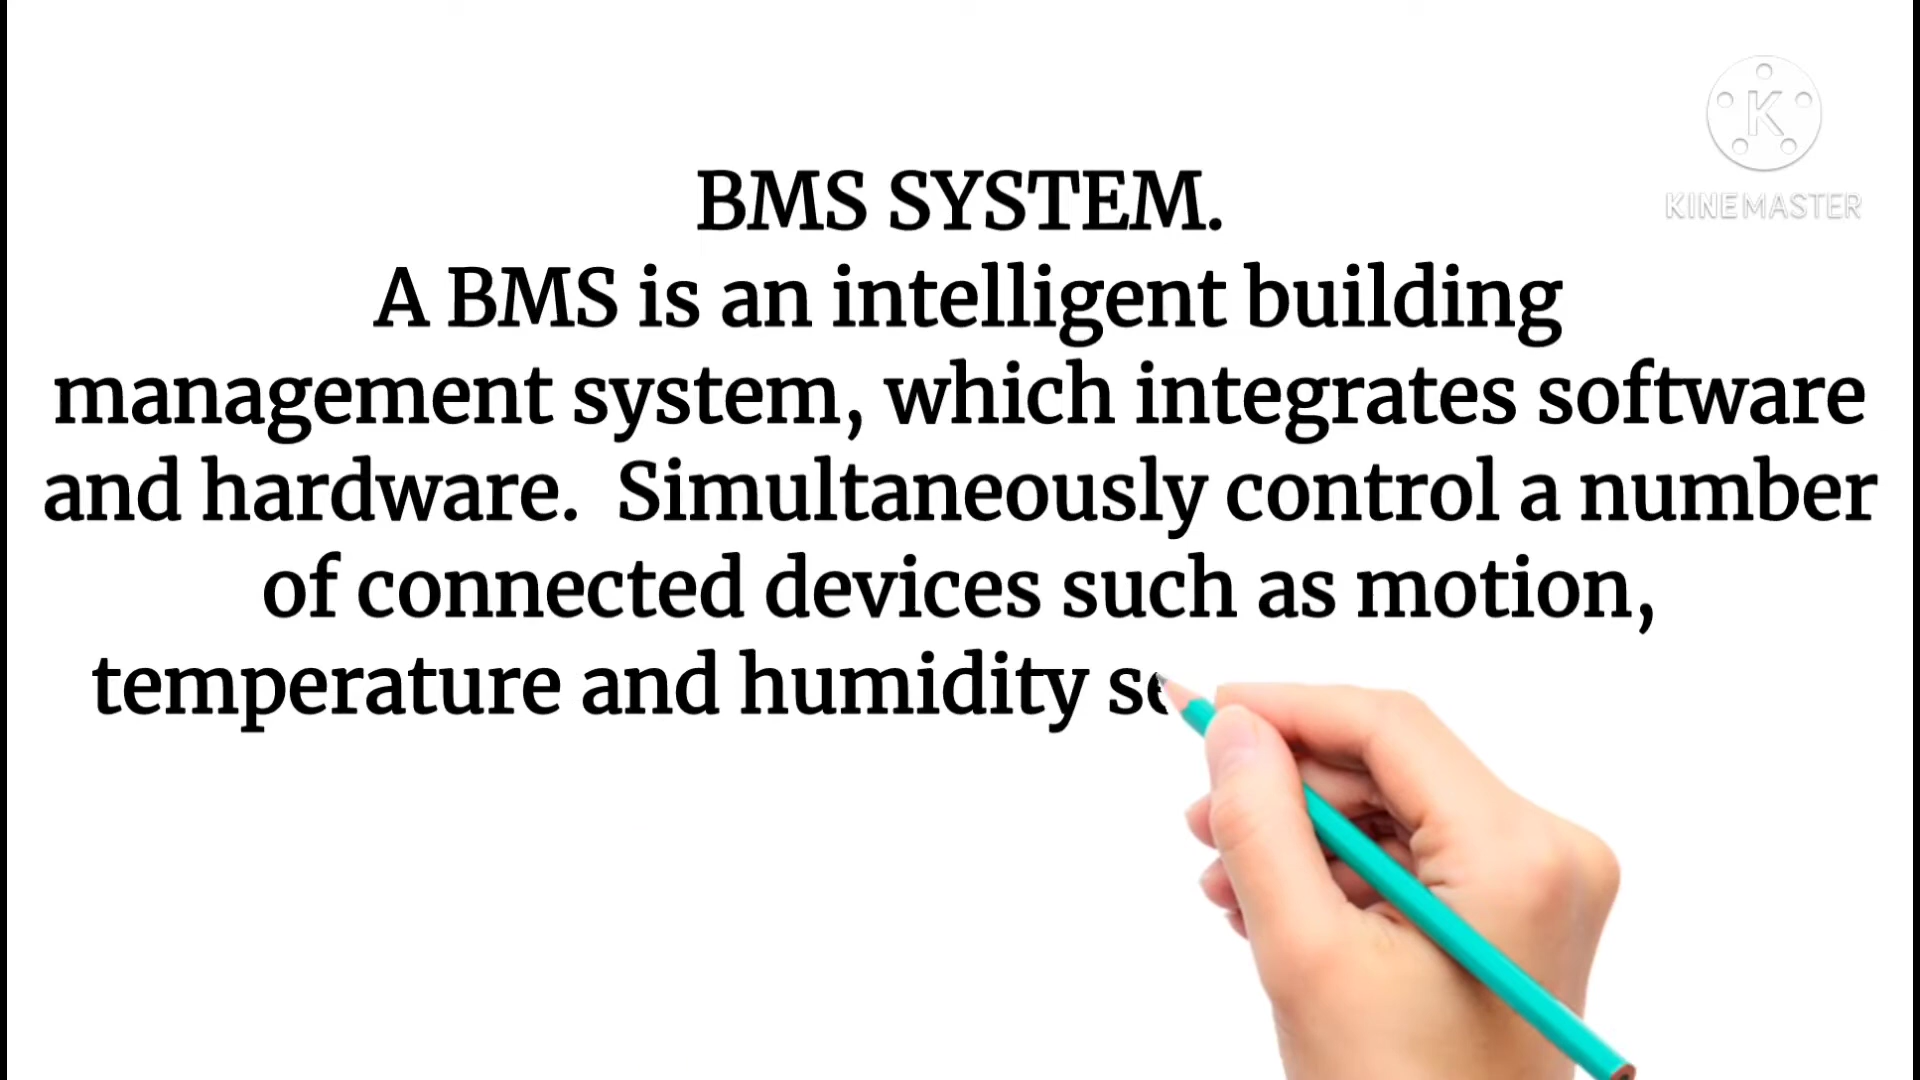 K
KINEMASTER
BMS SYSTEM.
A BMS is an intelligent building
management system, which integrates software
and hardware.  Simultaneously control a number
of connected devices such as motion,
temperature and humidity